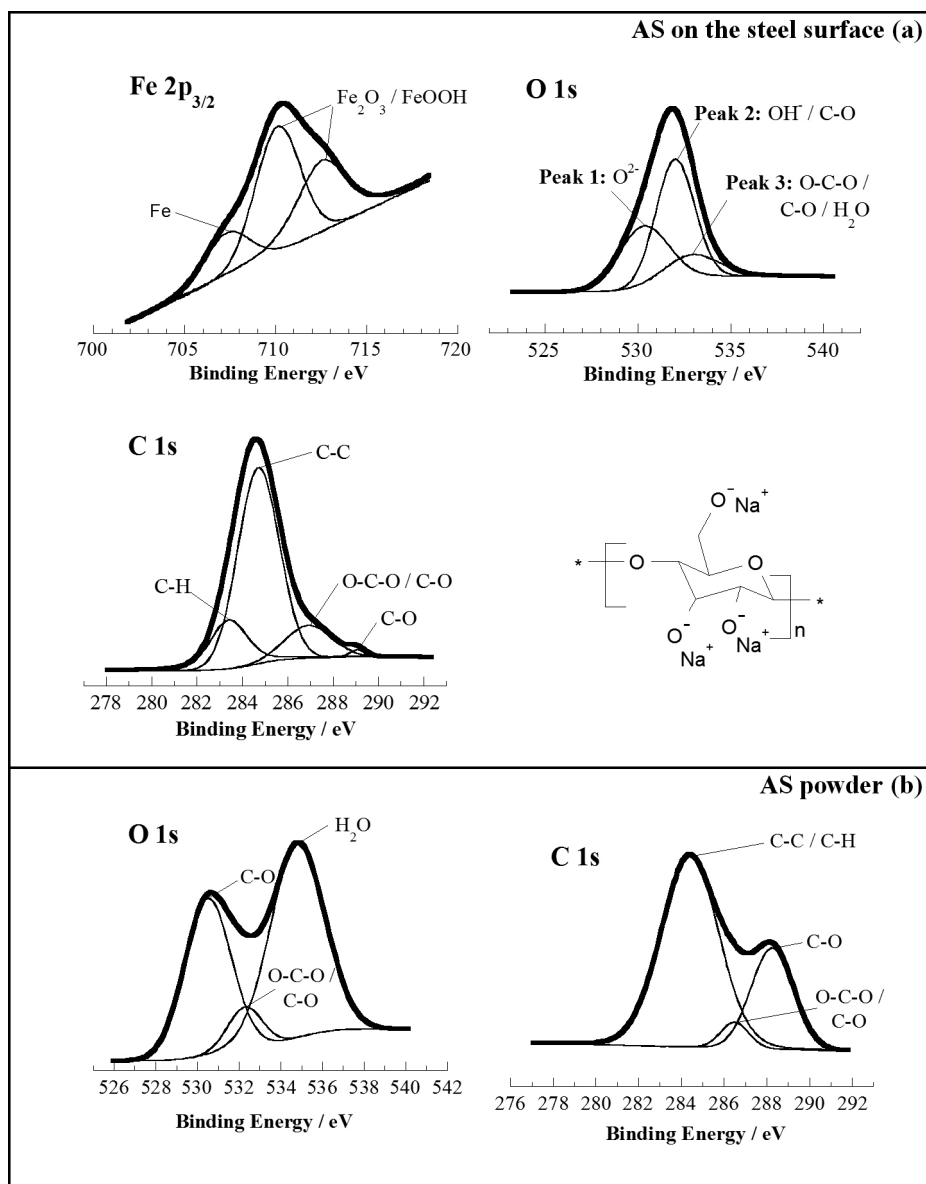 AS on the steel surface (a)
Fe 2p3/2
Fe2O3 / FeOOH
Fe
700 705 710 715 720
Binding Energy / eV
O 1s
Peak 2: OH- / C-O
Peak 1: O2-
Peak 3: O-C-O /
C-O / H2O
525 530 535 540
Binding Energy / eV
C 1s
C-C
C-H
O-C-O / C-O
C-O
278 280 282 284 286 288 290 292
Binding Energy / eV
O- Na+
* O O
*
O- O- n
Na+ Na+
AS powder (b)
O 1s
H2O
C-O
O-C-O /
C-O
526 528 530 532 534 536 538 540 542
Binding Energy / eV
C 1s
C-C / C-H
C-O
O-C-O /
C-O
276 278 280 282 284 286 288 290 292
Binding Energy / eV